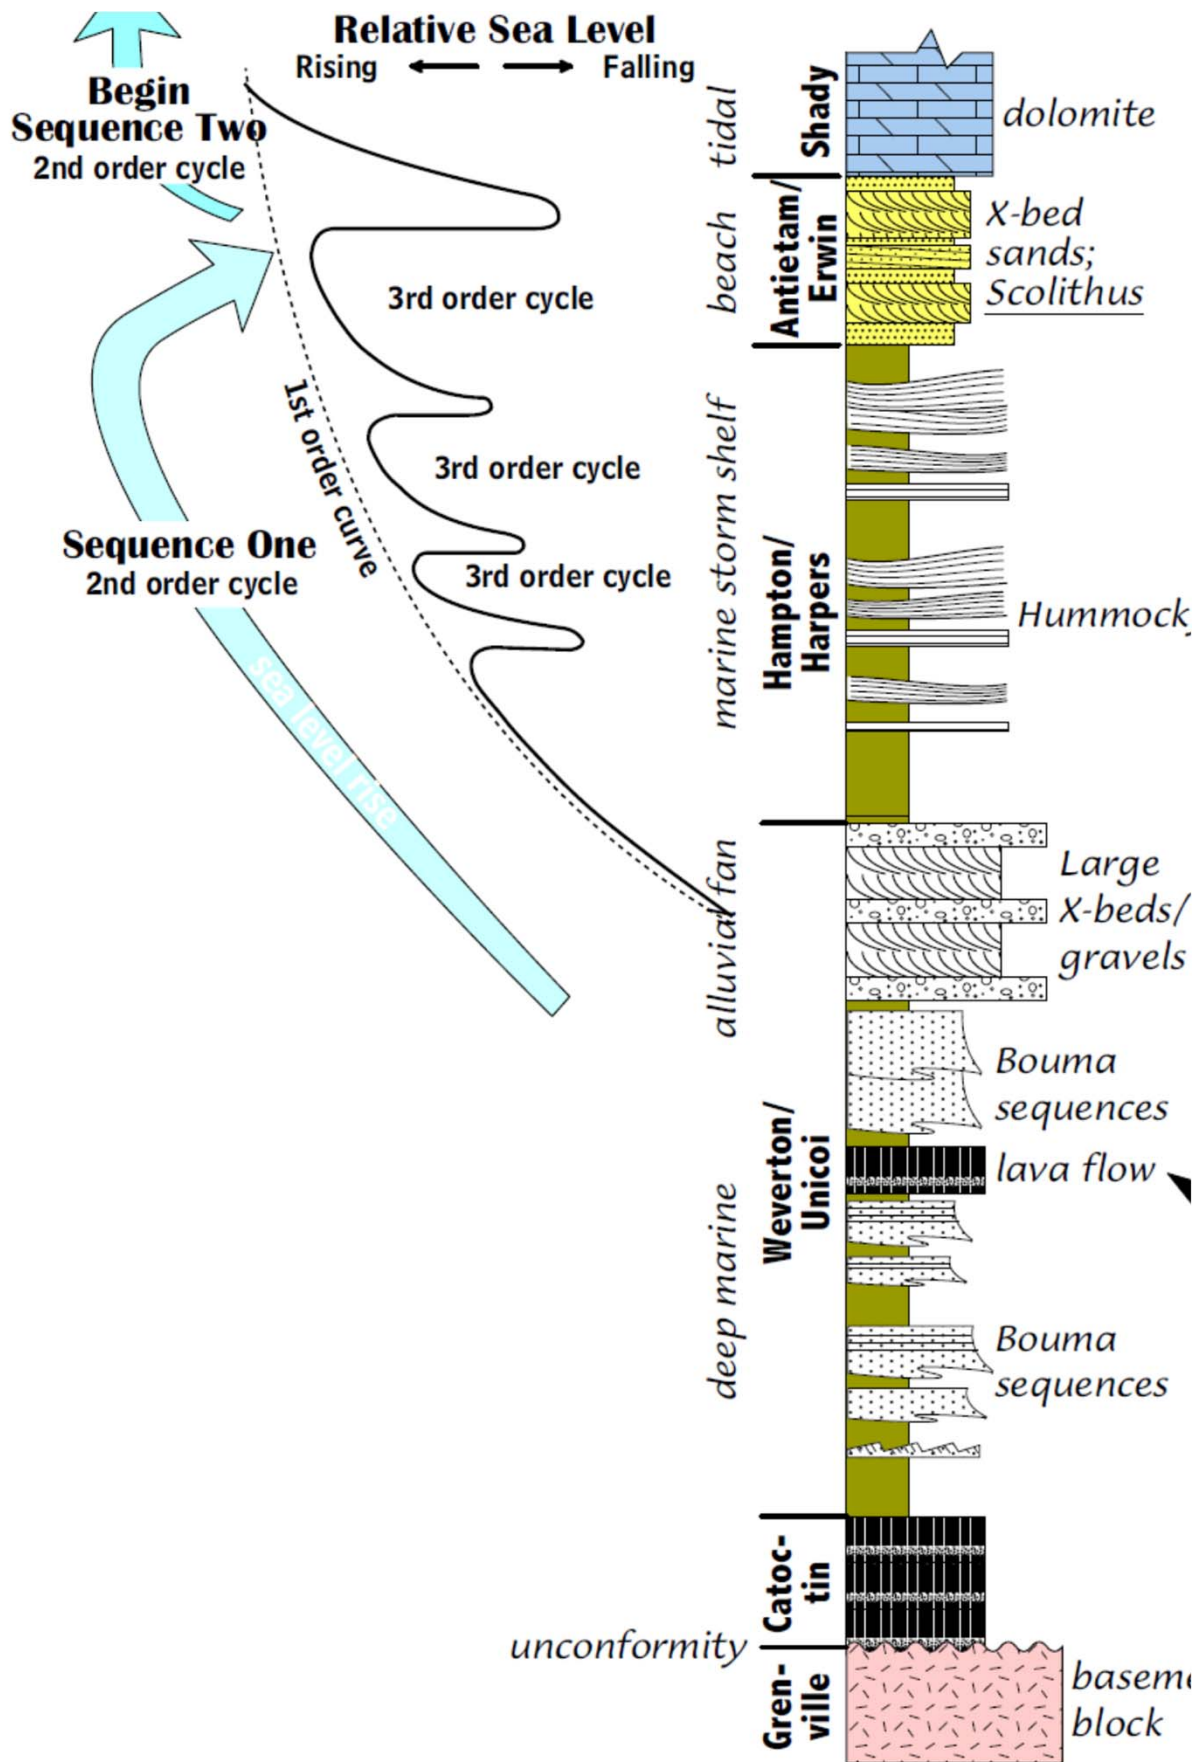 Relative Sea Level
Rising
Falling
Begin
Sequence Two
2nd order cycle
3rd order cycle
1st order curve
3rd order cycle
Sequence One
2nd order cycle
3rd order cycle
sea level rise
tidal
Shady
dolomite
beach
Antietam/
Erwin
X-bed
sands;
Scolithus
marine storm shelf
Hampton/
Harpers
Hummock
alluvial fan
Large
X-beds/
gravels
Weverton/
Unicoi
Bouma
sequences
lava flow
deep marine
Bouma
sequences
Catoc-
tin
unconformity
Gren-
ville
baseme
block